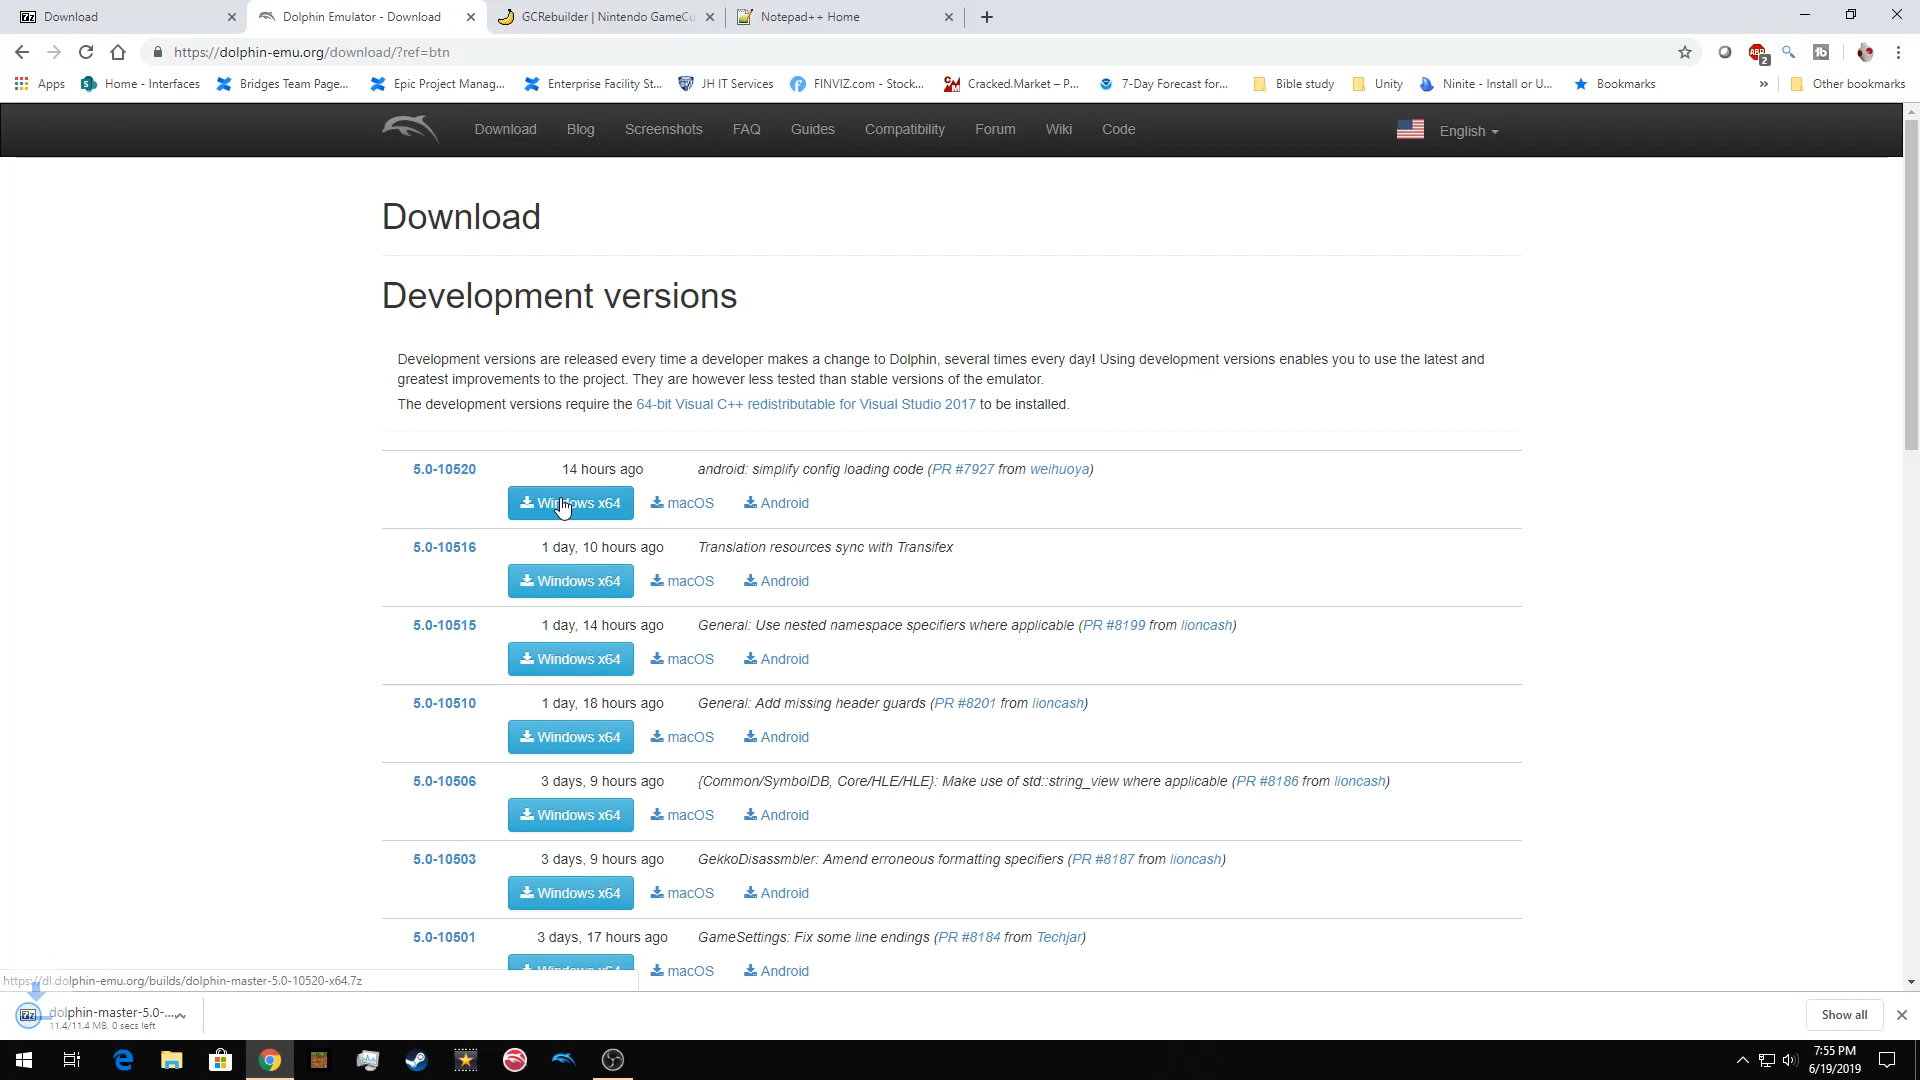 Download
Dolphin Emulator - Download
GCRebuilder | Nintendo GameCu
Notepad++ Home
https://dolphin-emu.org/download/?ref=btn
2
Apps
Home - Interfaces
Bridges Team Page...
Epic Project Manag...
Enterprise Facility St...
JH IT Services
FINVIZ.com - Stock...
Cracked.Market – P...
7-Day Forecast for...
Bible study
Unity
Ninite - Install or U...
Bookmarks
»
Other bookmarks
Download
Blog
Screenshots
FAQ
Guides
Compatibility
Forum
Wiki
Code
English
Download
Development versions
Development versions are released every time a developer makes a change to Dolphin, several times every day! Using development versions enables you to use the latest and
greatest improvements to the project. They are however less tested than stable versions of the emulator.
The development versions require the 64-bit Visual C++ redistributable for Visual Studio 2017 to be installed.
5.0-10520 14 hours ago android: simplify config loading code (PR #7927 from weihuoya)
Windows x64 macOS Android
5.0-10516 1 day, 10 hours ago Translation resources sync with Transifex
Windows x64 macOS Android
5.0-10515 1 day, 14 hours ago General: Use nested namespace specifiers where applicable (PR #8199 from lioncash)
Windows x64 macOS Android
5.0-10510 1 day, 18 hours ago General: Add missing header guards (PR #8201 from lioncash)
Windows x64 macOS Android
5.0-10506 3 days, 9 hours ago {Common/SymbolDB, Core/HLE/HLE}: Make use of std::string_view where applicable (PR #8186 from lioncash)
Windows x64 macOS Android
5.0-10503 3 days, 9 hours ago GekkoDisassmbler: Amend erroneous formatting specifiers (PR #8187 from lioncash)
Windows x64 macOS Android
5.0-10501 3 days, 17 hours ago GameSettings: Fix some line endings (PR #8184 from Techjar)
Windows x64 macOS Android
https://dl.dolphin-emu.org/builds/dolphin-master-5.0-10520-x64.7z
dolphin-master-5.0-....7z
11.4/11.4 MB, 0 secs left
Show all
7:55 PM
6/19/2019